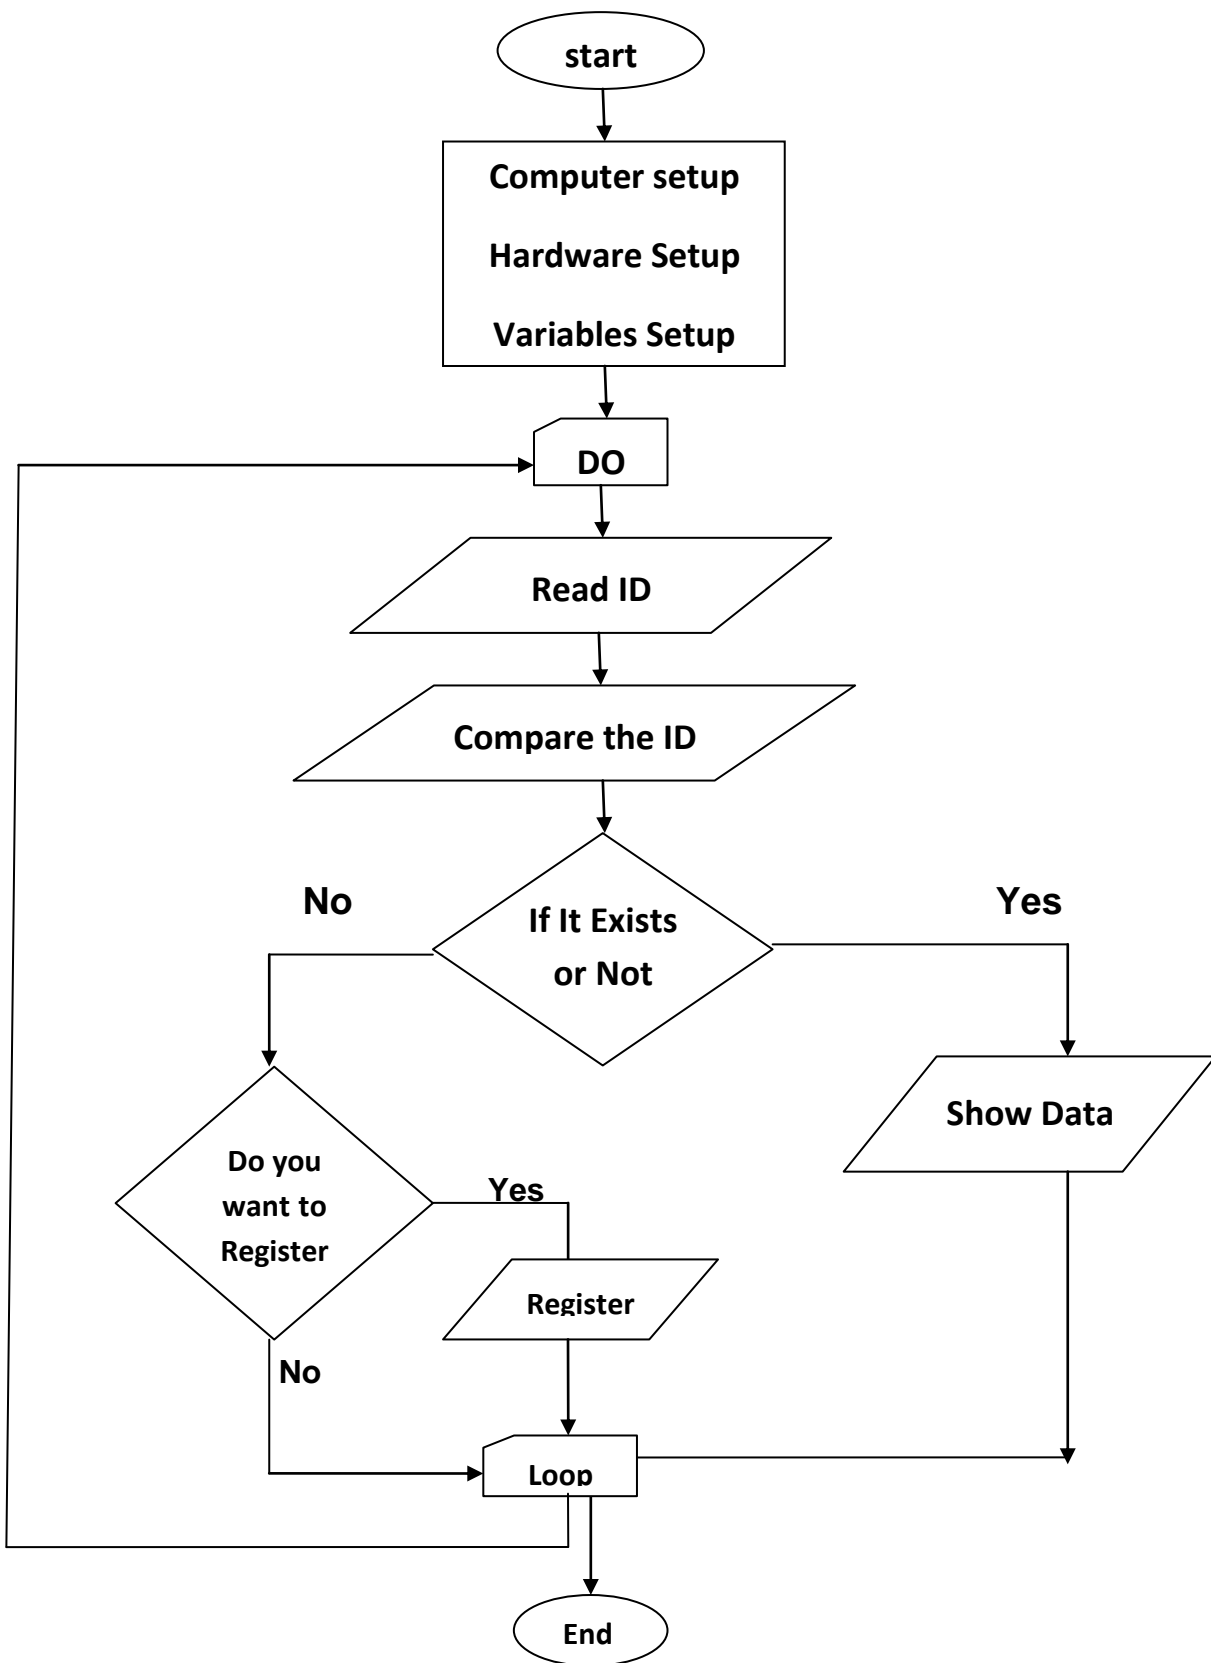 start
Computer setup
Hardware Setup
Variables Setup
DO
Read ID
Compare the ID
No
If It Exists
or Not
Yes
Show Data
Do you
want to
Register
Yes
Register
No
Loop
End